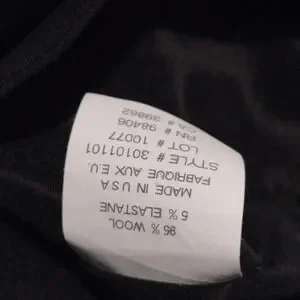 95 % WOOL
5 % ELASTANE
MADE IN U S A
FABRIQUE AUX E.U.
STYLE # 30101101
LOT # 10077
RN # 98406
CA # 39862